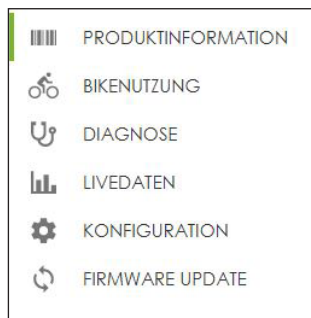 PRODUKTINFORMATION
BIKENUTZUNG
DIAGNOSE
LIVEDATEN
KONFIGURATION
FIRMWARE UPDATE